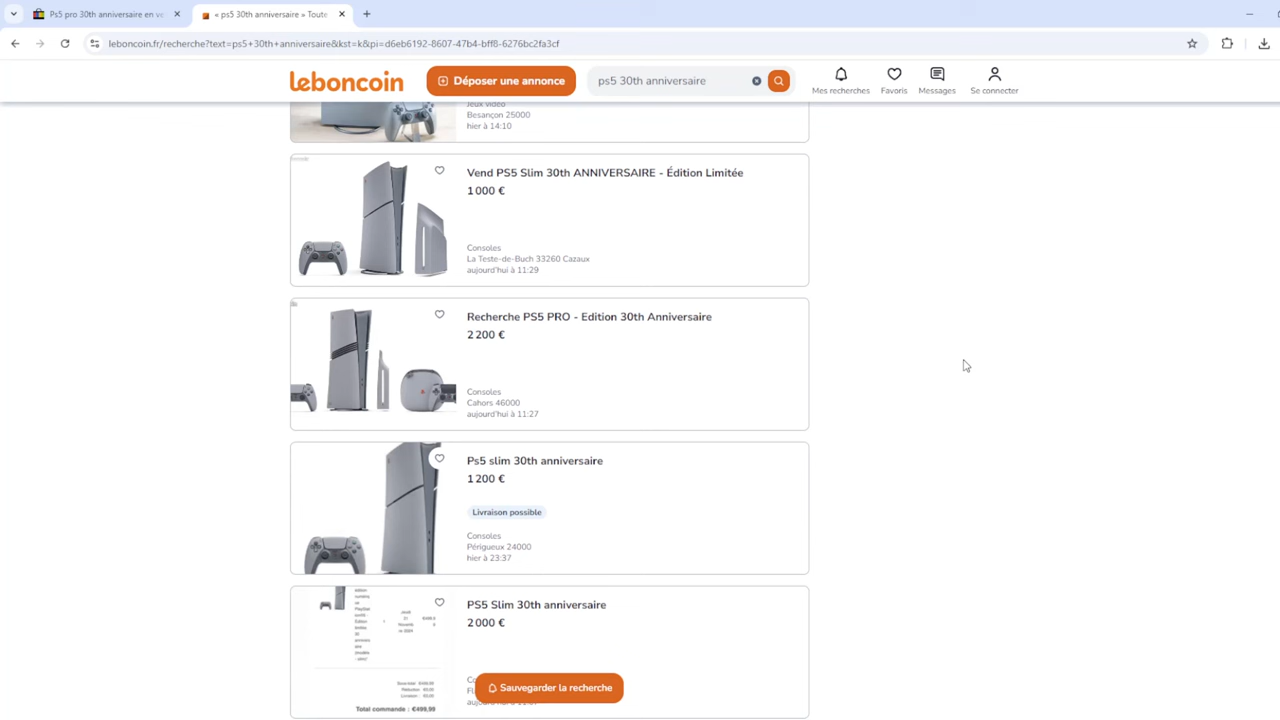 Ps5 pro 30th anniversaire en vo
« ps5 30th anniversaire » Toute
leboncoin.fr/recherche?text=ps5+30th+anniversaire&kst=k&pi=d6eb6192-8607-47b4-bff8-6276bc2fa3cf
leboncoin
Déposer une annonce
ps5 30th anniversaire
Mes recherches
Favoris
Messages
Se connecter
Jeux vidéo
Besançon 25000
hier à 14:10
Vend PS5 Slim 30th ANNIVERSAIRE - Édition Limitée
1 000 €
Consoles
La Teste-de-Buch 33260 Cazaux
aujourd'hui à 11:29
Recherche PS5 PRO - Edition 30th Anniversaire
2 200 €
Consoles
Cahors 46000
aujourd'hui à 11:27
Ps5 slim 30th anniversaire
1 200 €
Livraison possible
Consoles
Périgueux 24000
hier à 23:37
PS5 Slim 30th anniversaire
2 000 €
Total commande : €499,99
Sauvegarder la recherche